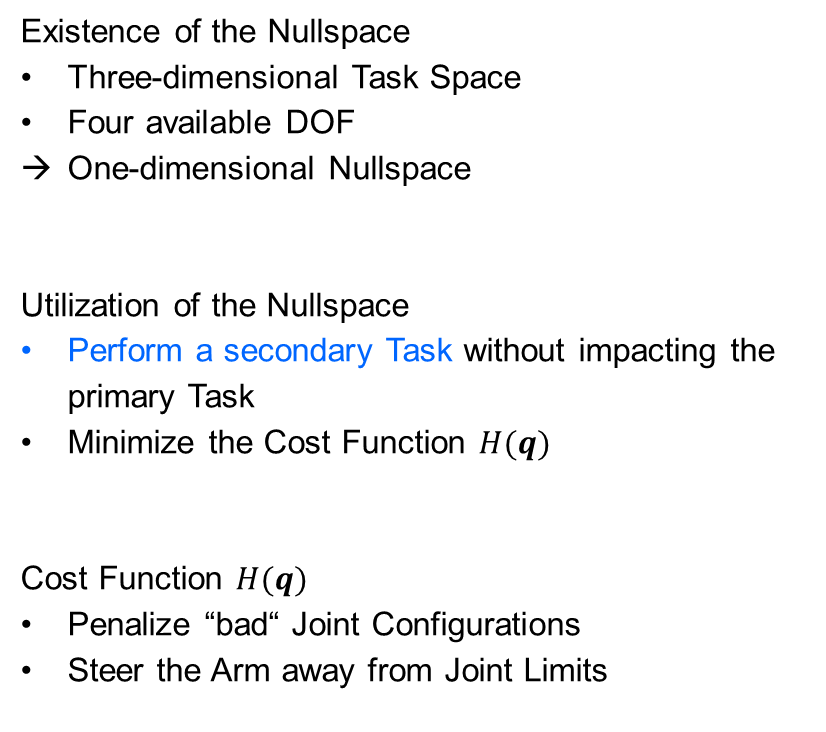 Existence of the Nullspace
• Three-dimensional Task Space
• Four available DOF
→ One-dimensional Nullspace
Utilization of the Nullspace
• Perform a secondary Task without impacting the
primary Task
• Minimize the Cost Function H(q)
Cost Function H(q)
• Penalize “bad“ Joint Configurations
• Steer the Arm away from Joint Limits